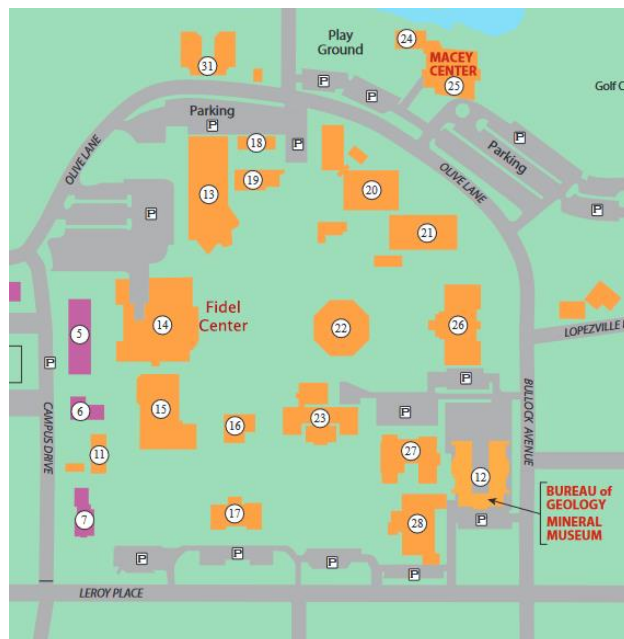 24
Play
Ground
MACEY
CENTER
31
25
Golf C
P
P
Parking
P
P
P
18
Parking
OLIVE LANE
OLIVE LANE
13
19
20
P
P
21
Fidel
Center
14
22
26
5
P
LOPEZVILLE
P
15
6
16
23
P
CAMPUS DRIVE
BULLOCK AVENUE
11
27
12
BUREAU of
GEOLOGY
MINERAL
MUSEUM
7
17
28
P
P
P
P
P
LEROY PLACE